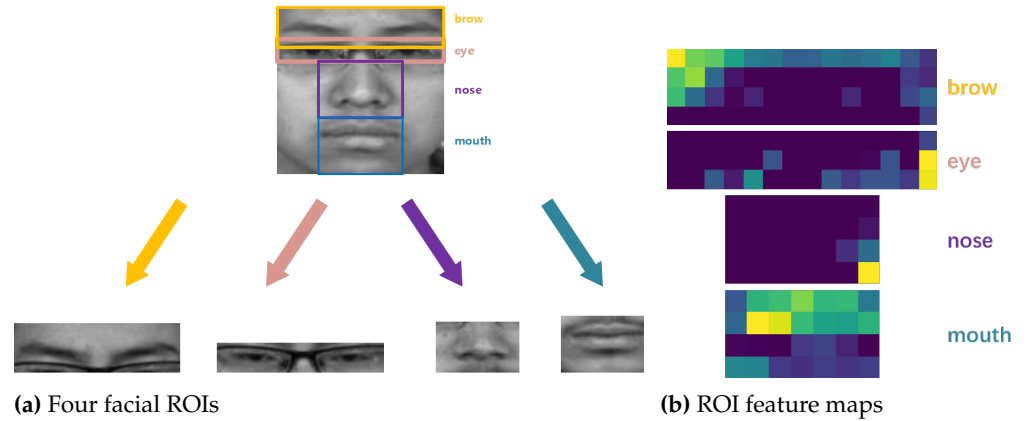 brow
eye
nose
mouth
brow
eye
nose
mouth
(a) Four facial ROIs
(b) ROI feature maps